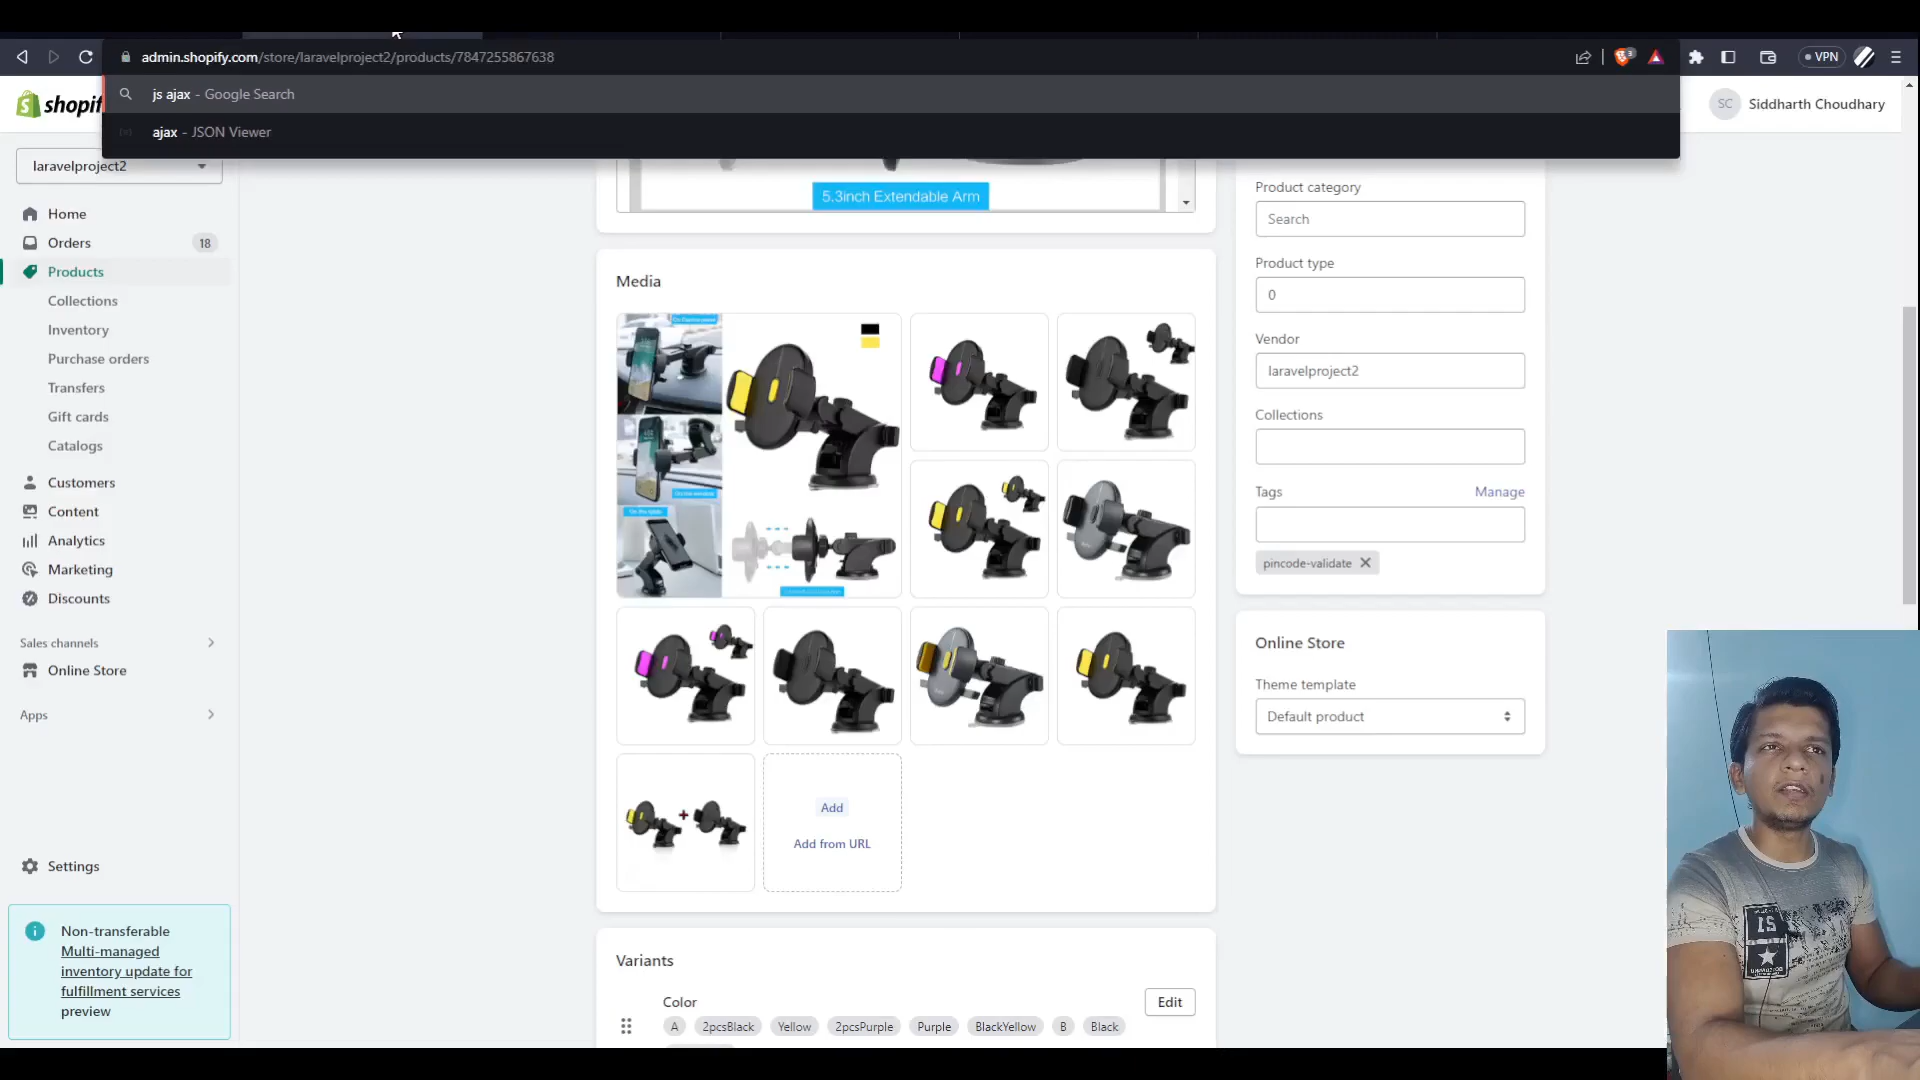 admin.shopify.com/store/laravelproject2/products/7847255867638
3
VPN
js ajax - Google Search
ajax - JSON Viewer
shopif
SC
Siddharth Choudhary
laravelproject2
Home
Orders
18
Products
Collections
Inventory
Purchase orders
Transfers
Gift cards
Catalogs
Customers
Content
Analytics
Marketing
Discounts
Sales channels
Online Store
Apps
Settings
Non-transferable
Multi-managed
inventory update for
fulfillment services
preview
5.3inch Extendable Arm
Media
Add
Add from URL
Variants
Color
Edit
A
2pcsBlack
Yellow
2pcsPurple
Purple
BlackYellow
B
Black
Product category
Search
Product type
0
Vendor
laravelproject2
Collections
Tags
Manage
pincode-validate
Online Store
Theme template
Default product
IS